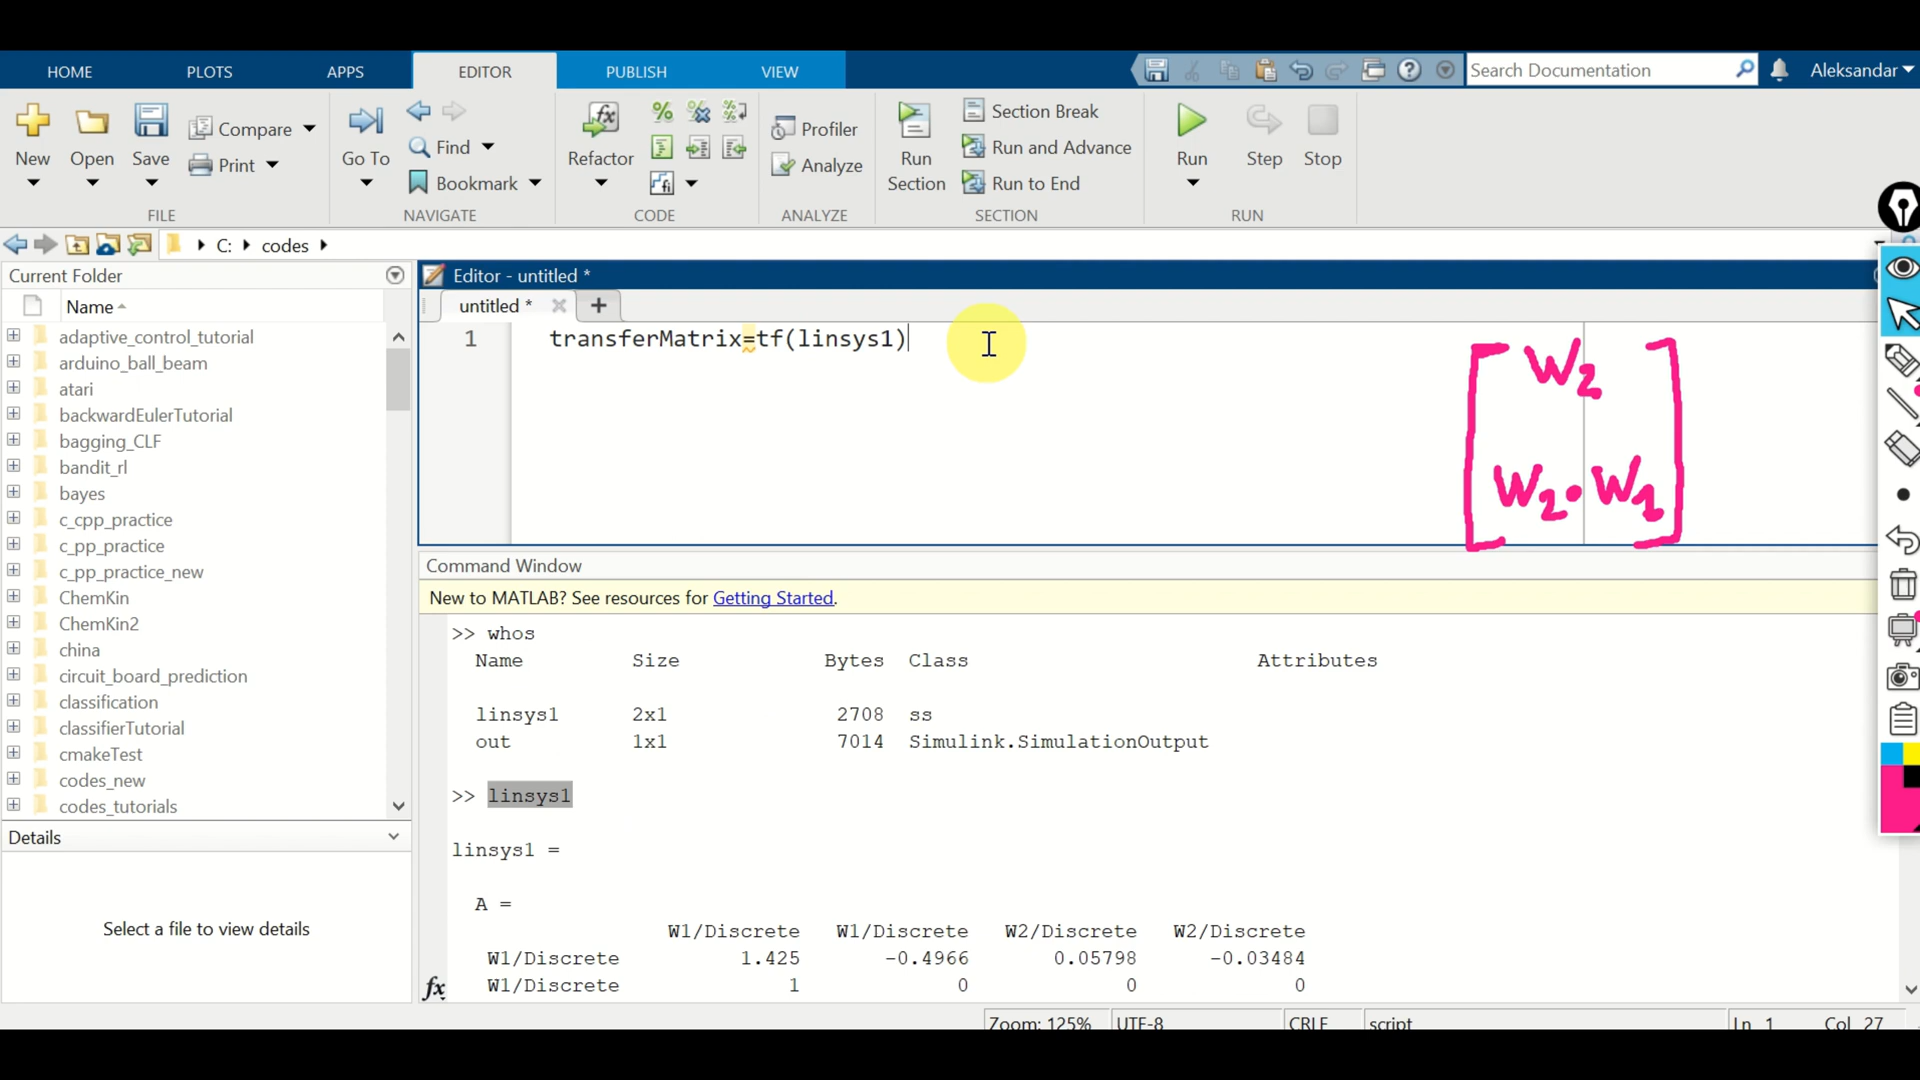 HOME PLOTS APPS EDITOR PUBLISH VIEW Search Documentation Aleksandar
New Open Save Compare Print Go To Find Bookmark Refactor Profiler Analyze Run Section Section Break Run and Advance Run to End Run Step Stop
FILE NAVIGATE CODE ANALYZE SECTION RUN
C: codes
Current Folder
Name
adaptive_control_tutorial
arduino_ball_beam
atari
backwardEulerTutorial
bagging_CLF
bandit_rl
bayes
c_cpp_practice
c_pp_practice
c_pp_practice_new
ChemKin
ChemKin2
china
circuit_board_prediction
classification
classifierTutorial
cmakeTest
codes_new
codes_tutorials
Details
Select a file to view details
Editor - untitled *
untitled *
1 transferMatrix=tf(linsys1)
W2
W2 • W1
Command Window
New to MATLAB? See resources for Getting Started.
>> whos
Name Size Bytes Class Attributes
linsys1 2x1 2708 ss
out 1x1 7014 Simulink.SimulationOutput
>> linsys1
linsys1 =
A =
W1/Discrete W1/Discrete W2/Discrete W2/Discrete
W1/Discrete 1.425 -0.4966 0.05798 -0.03484
W1/Discrete 1 0 0 0
fx
Zoom: 125% UTF-8 CRLF script Ln 1 Col 27